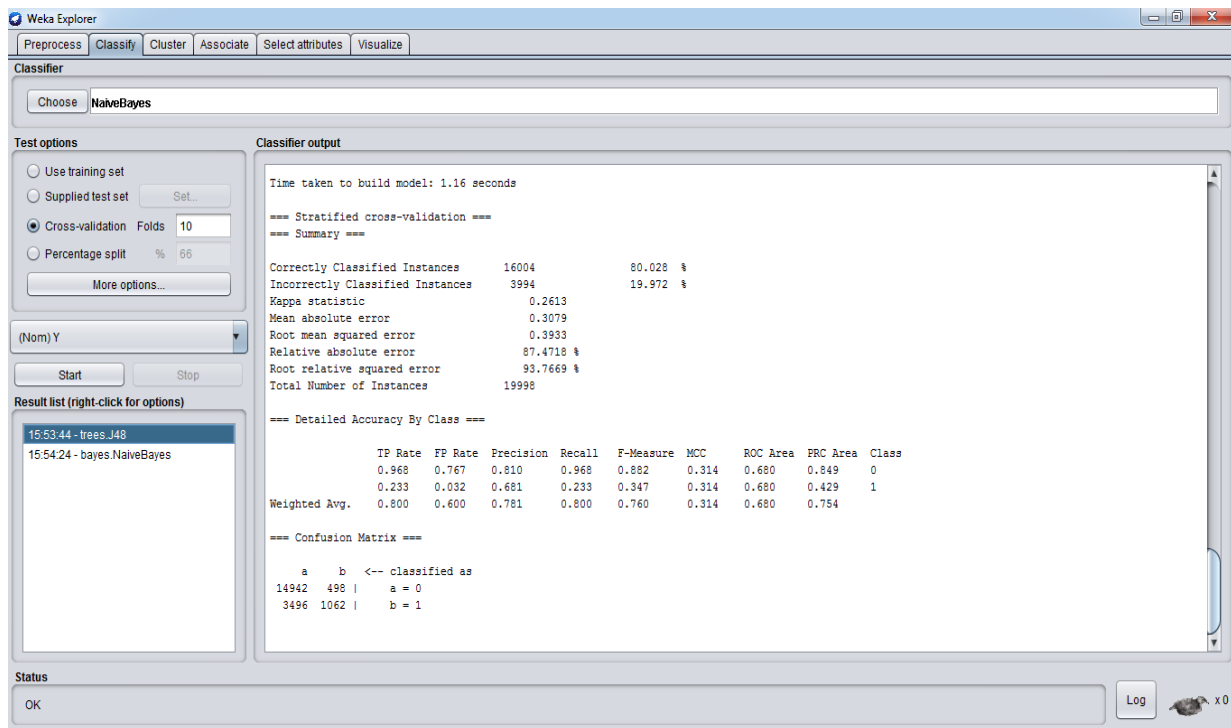 Weka Explorer
Preprocess Classify Cluster Associate Select attributes Visualize
Classifier
Choose NaiveBayes
Test options
Use training set
Supplied test set Set...
Cross-validation Folds 10
Percentage split % 66
More options...
(Nom) Y
Start Stop
Result list (right-click for options)
15:53:44 - trees.J48
15:54:24 - bayes.NaiveBayes
Classifier output
Time taken to build model: 1.16 seconds
=== Stratified cross-validation ===
=== Summary ===
Correctly Classified Instances 16004 80.028 %
Incorrectly Classified Instances 3994 19.972 %
Kappa statistic 0.2613
Mean absolute error 0.3079
Root mean squared error 0.3933
Relative absolute error 87.4718 %
Root relative squared error 93.7669 %
Total Number of Instances 19998
=== Detailed Accuracy By Class ===
TP Rate FP Rate Precision Recall F-Measure MCC ROC Area PRC Area Class
0.968 0.767 0.810 0.968 0.882 0.314 0.680 0.849 0
0.233 0.032 0.681 0.233 0.347 0.314 0.680 0.429 1
Weighted Avg. 0.800 0.600 0.781 0.800 0.760 0.314 0.680 0.754
=== Confusion Matrix ===
a b <-- classified as
14942 498 | a = 0
3496 1062 | b = 1
Status
OK
Log
x 0